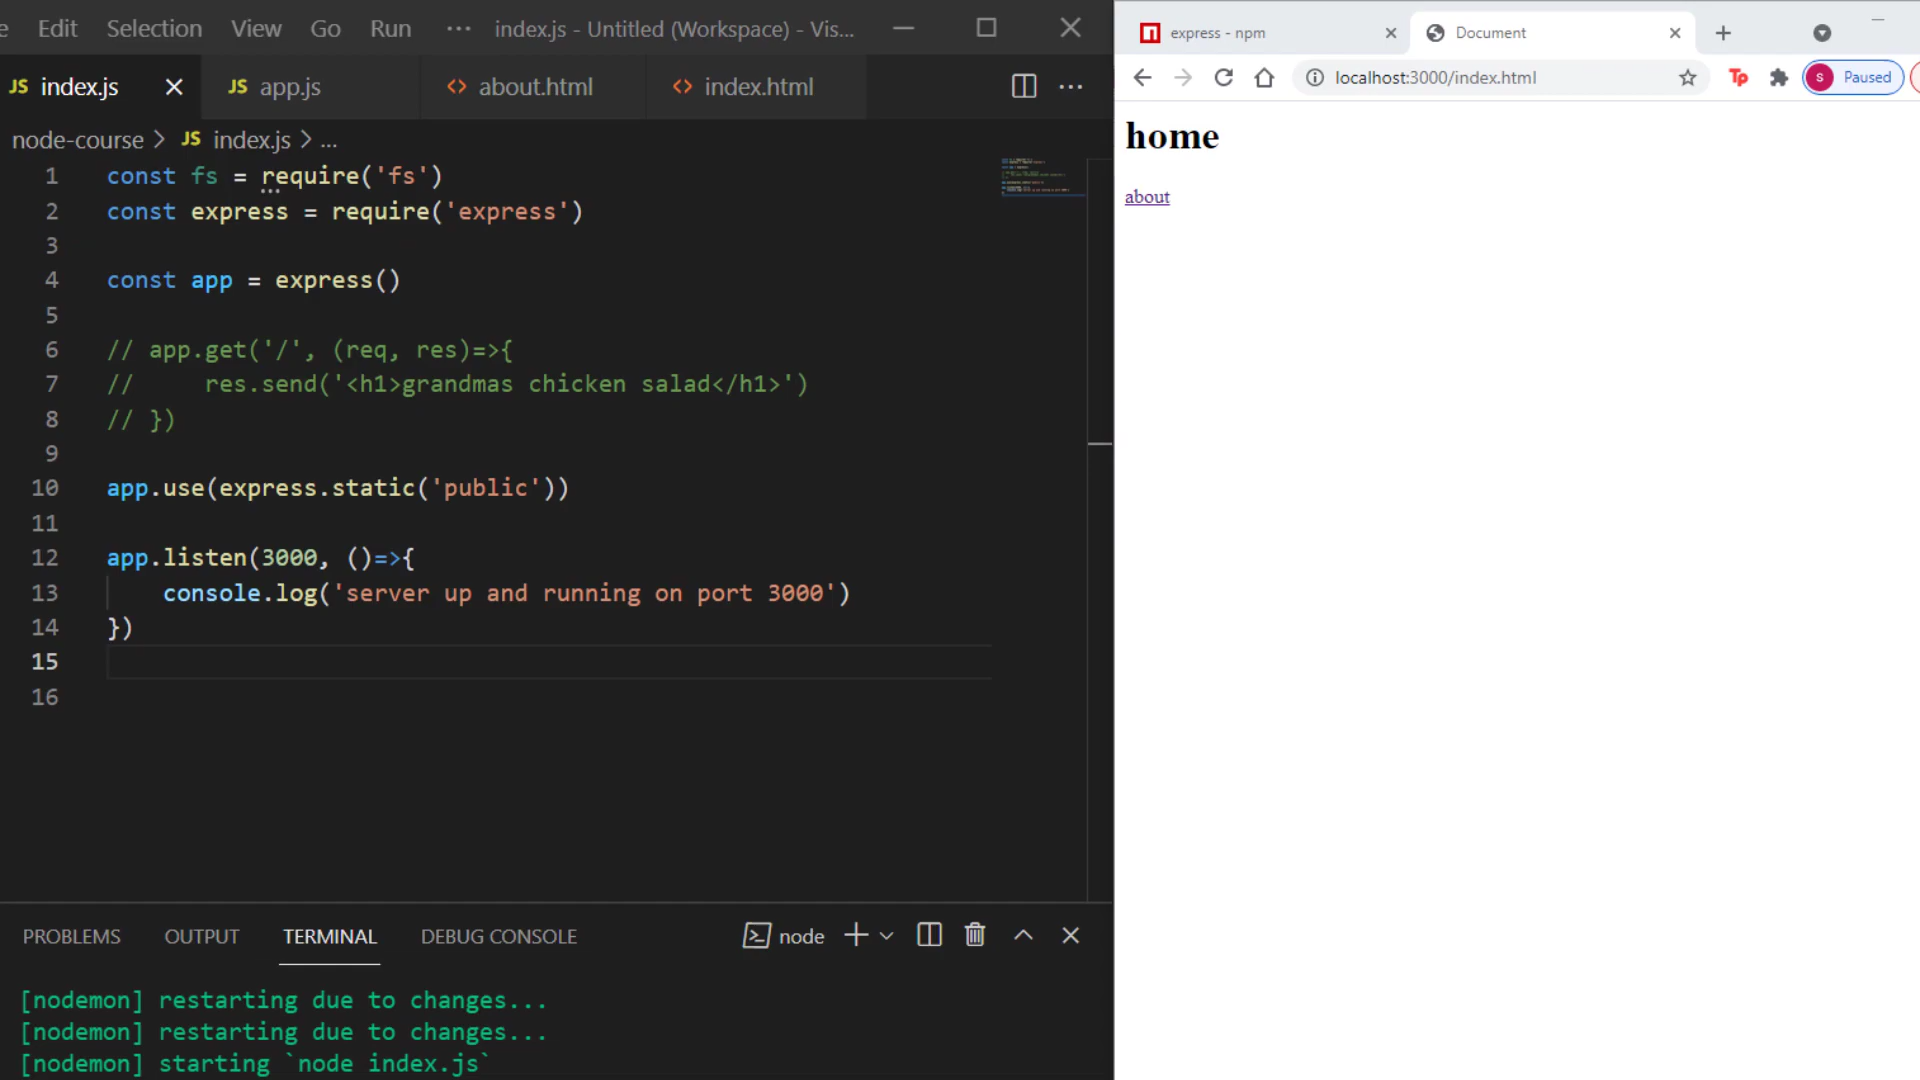 e Edit Selection View Go Run ··· index.js - Untitled (Workspace) - Vis...
JS index.js JS app.js <> about.html <> index.html ···
node-course > JS index.js > ...
1 const fs = require('fs')
2 const express = require('express')
3
4 const app = express()
5
6 // app.get('/', (req, res)=>{
7 //     res.send('<h1>grandmas chicken salad</h1>')
8 // })
9
10 app.use(express.static('public'))
11
12 app.listen(3000, ()=>{
13     console.log('server up and running on port 3000')
14 })
15
16
PROBLEMS OUTPUT TERMINAL DEBUG CONSOLE node
[nodemon] restarting due to changes...
[nodemon] restarting due to changes...
[nodemon] starting `node index.js`
express - npm Document
localhost:3000/index.html Tp S Paused
home
about